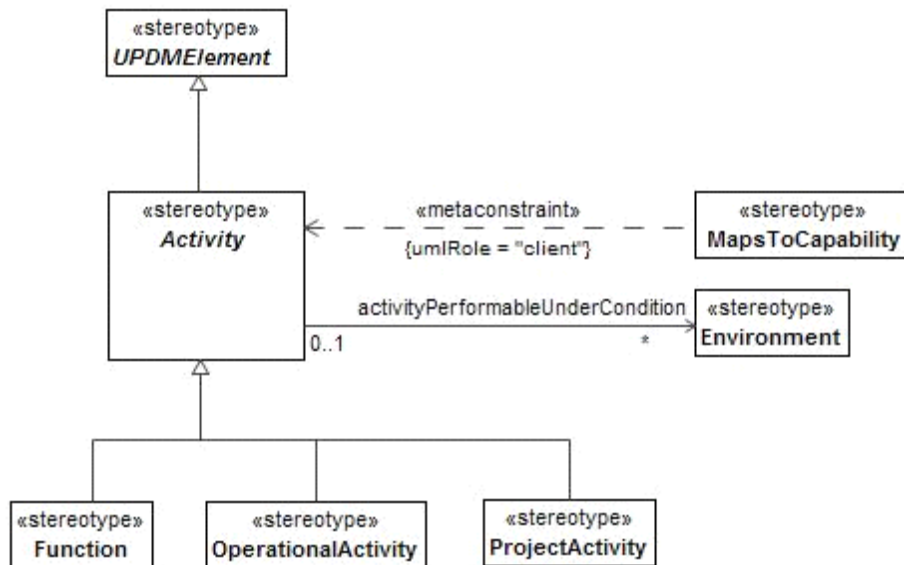 «stereotype»
UPDMElement
«stereotype»
Activity
«metaconstraint»
{umlRole = "client"}
«stereotype»
MapsToCapability
activityPerformableUnderCondition
0..1
*
«stereotype»
Environment
«stereotype»
Function
«stereotype»
OperationalActivity
«stereotype»
ProjectActivity